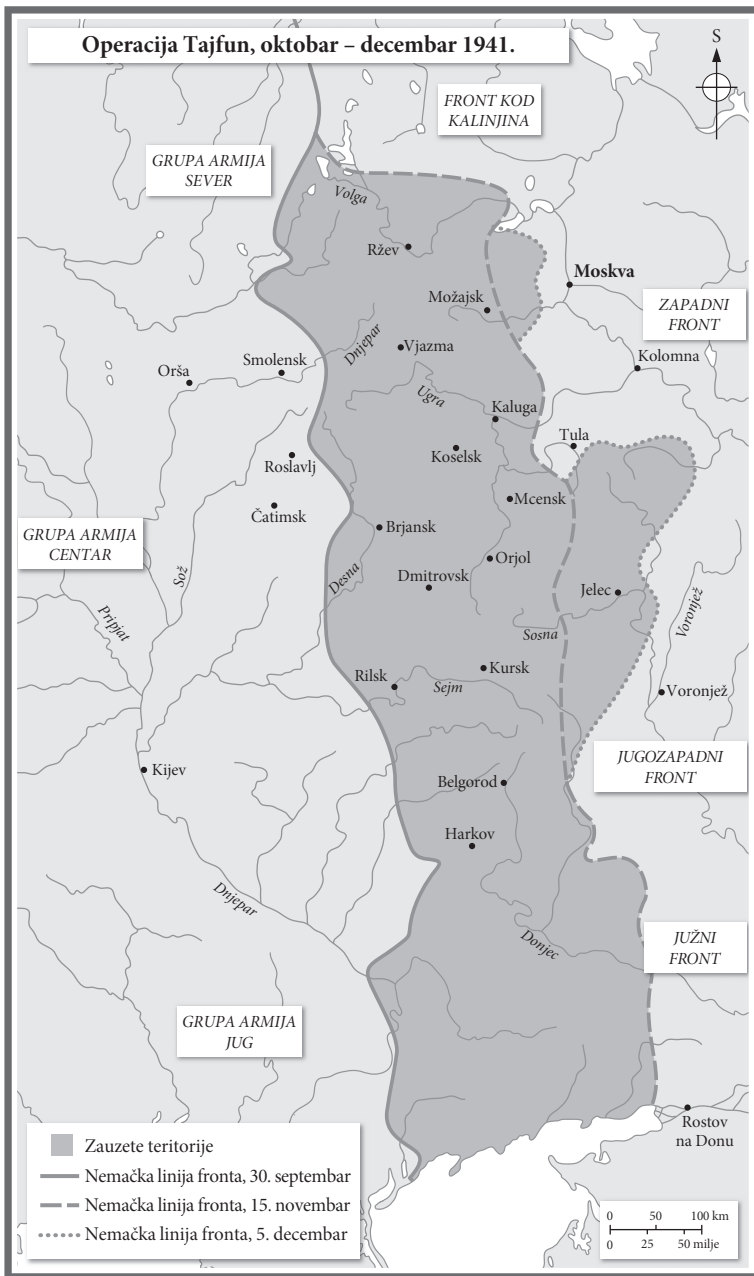 Operacija Tajfun, oktobar – decembar 1941.
S
FRONT KOD
KALINJINA
GRUPA ARMIJA
SEVER
Volga
Ržev
Moskva
Možajsk
ZAPADNI
FRONT
Dnjepar
Vjazma
Smolensk
Orša
Kolomna
Ugra
Kaluga
Tula
Koselsk
Roslavlj
Mcensk
Čatimsk
Brjansk
GRUPA ARMIJA
CENTAR
Orjol
Sož
Desna
Dmitrovsk
Jelec
Pripjat
Voronjež
Sosna
Kursk
Rilsk
Sejm
Voronjež
Kijev
JUGOZAPADNI
FRONT
Belgorod
Harkov
Dnjepar
Donjec
JUŽNI
FRONT
GRUPA ARMIJA
JUG
Rostov
na Donu
Zauzete teritorije
Nemačka linija fronta, 30. septembar
Nemačka linija fronta, 15. novembar
Nemačka linija fronta, 5. decembar
0 50 100 km
0 25 50 milje